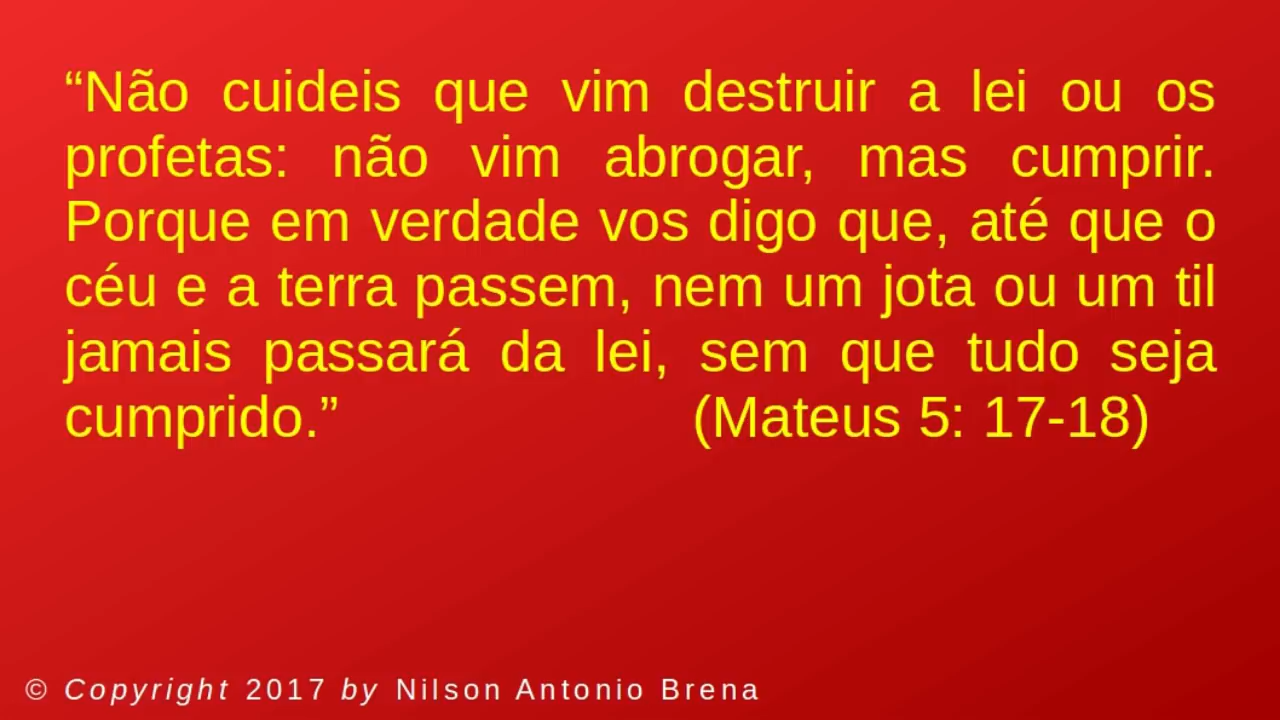 “Não cuideis que vim destruir a lei ou os
profetas: não vim abrogar, mas cumprir.
Porque em verdade vos digo que, até que o
céu e a terra passem, nem um jota ou um til
jamais passará da lei, sem que tudo seja
cumprido.” (Mateus 5: 17-18)
© Copyright 2017 by Nilson Antonio Brena